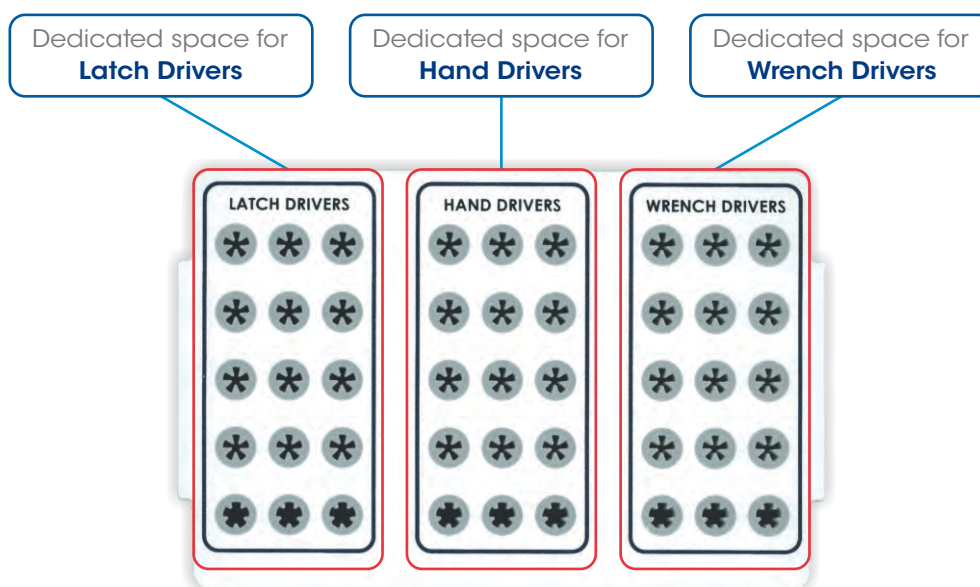 Dedicated space for
Latch Drivers
Dedicated space for
Hand Drivers
Dedicated space for
Wrench Drivers
LATCH DRIVERS
HAND DRIVERS
WRENCH DRIVERS